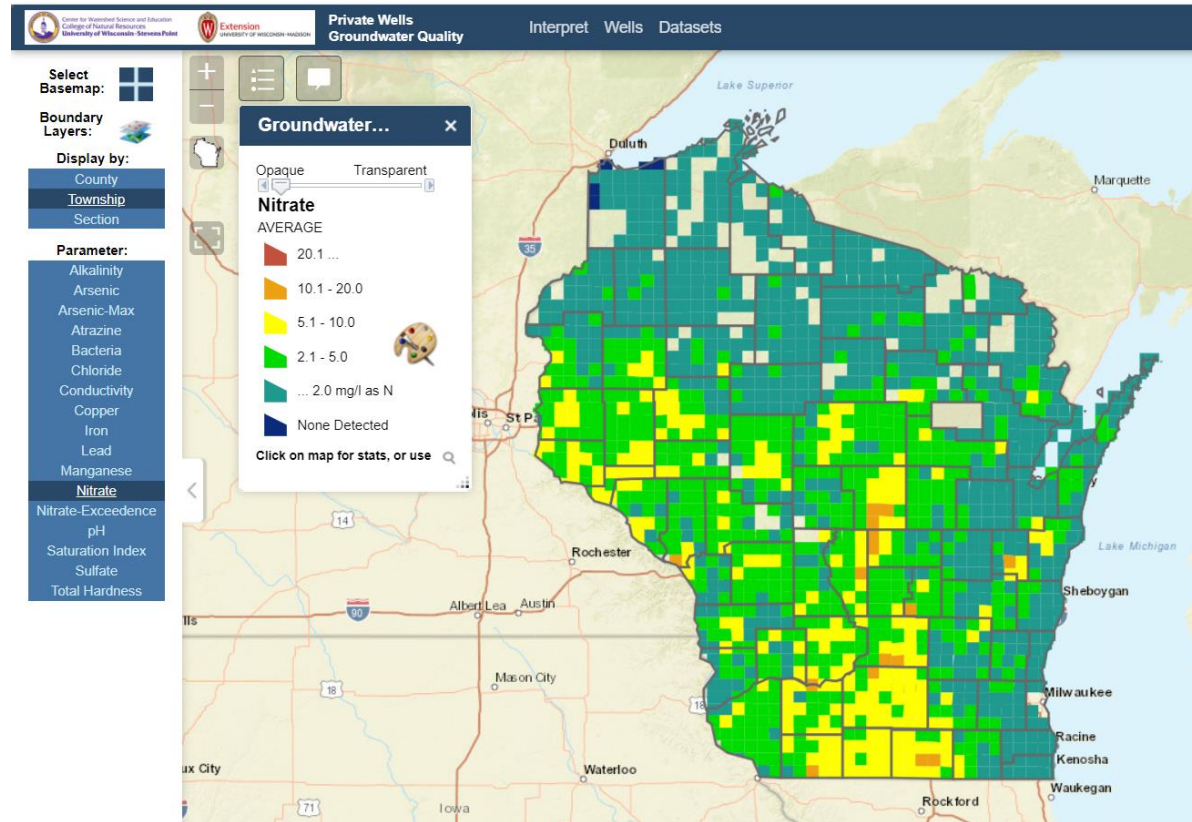 Center for Watershed Science and Education
College of Natural Resources
University of Wisconsin - Stevens Point
Extension
UNIVERSITY OF WISCONSIN-MADISON
Private Wells
Groundwater Quality
Interpret Wells Datasets
Select
Basemap:
Boundary
Layers:
Display by:
County
Township
Section
Parameter:
Alkalinity
Arsenic
Arsenic-Max
Atrazine
Bacteria
Chloride
Conductivity
Copper
Iron
Lead
Manganese
Nitrate
Nitrate-Exceedence
pH
Saturation Index
Sulfate
Total Hardness
+
−
Groundwater… ×
Opaque Transparent
Nitrate
AVERAGE
20.1 ...
10.1 - 20.0
5.1 - 10.0
2.1 - 5.0
... 2.0 mg/l as N
None Detected
Click on map for stats, or use
Lake Superior
Duluth
Marquette
35
lis
St Pa
14
Rochester
Lake Michigan
Sheboygan
Albert Lea
Austin
90
lls
Mason City
18
18
Milwaukee
Racine
Kenosha
ux City
Waterloo
Waukegan
71
Iowa
Rockford